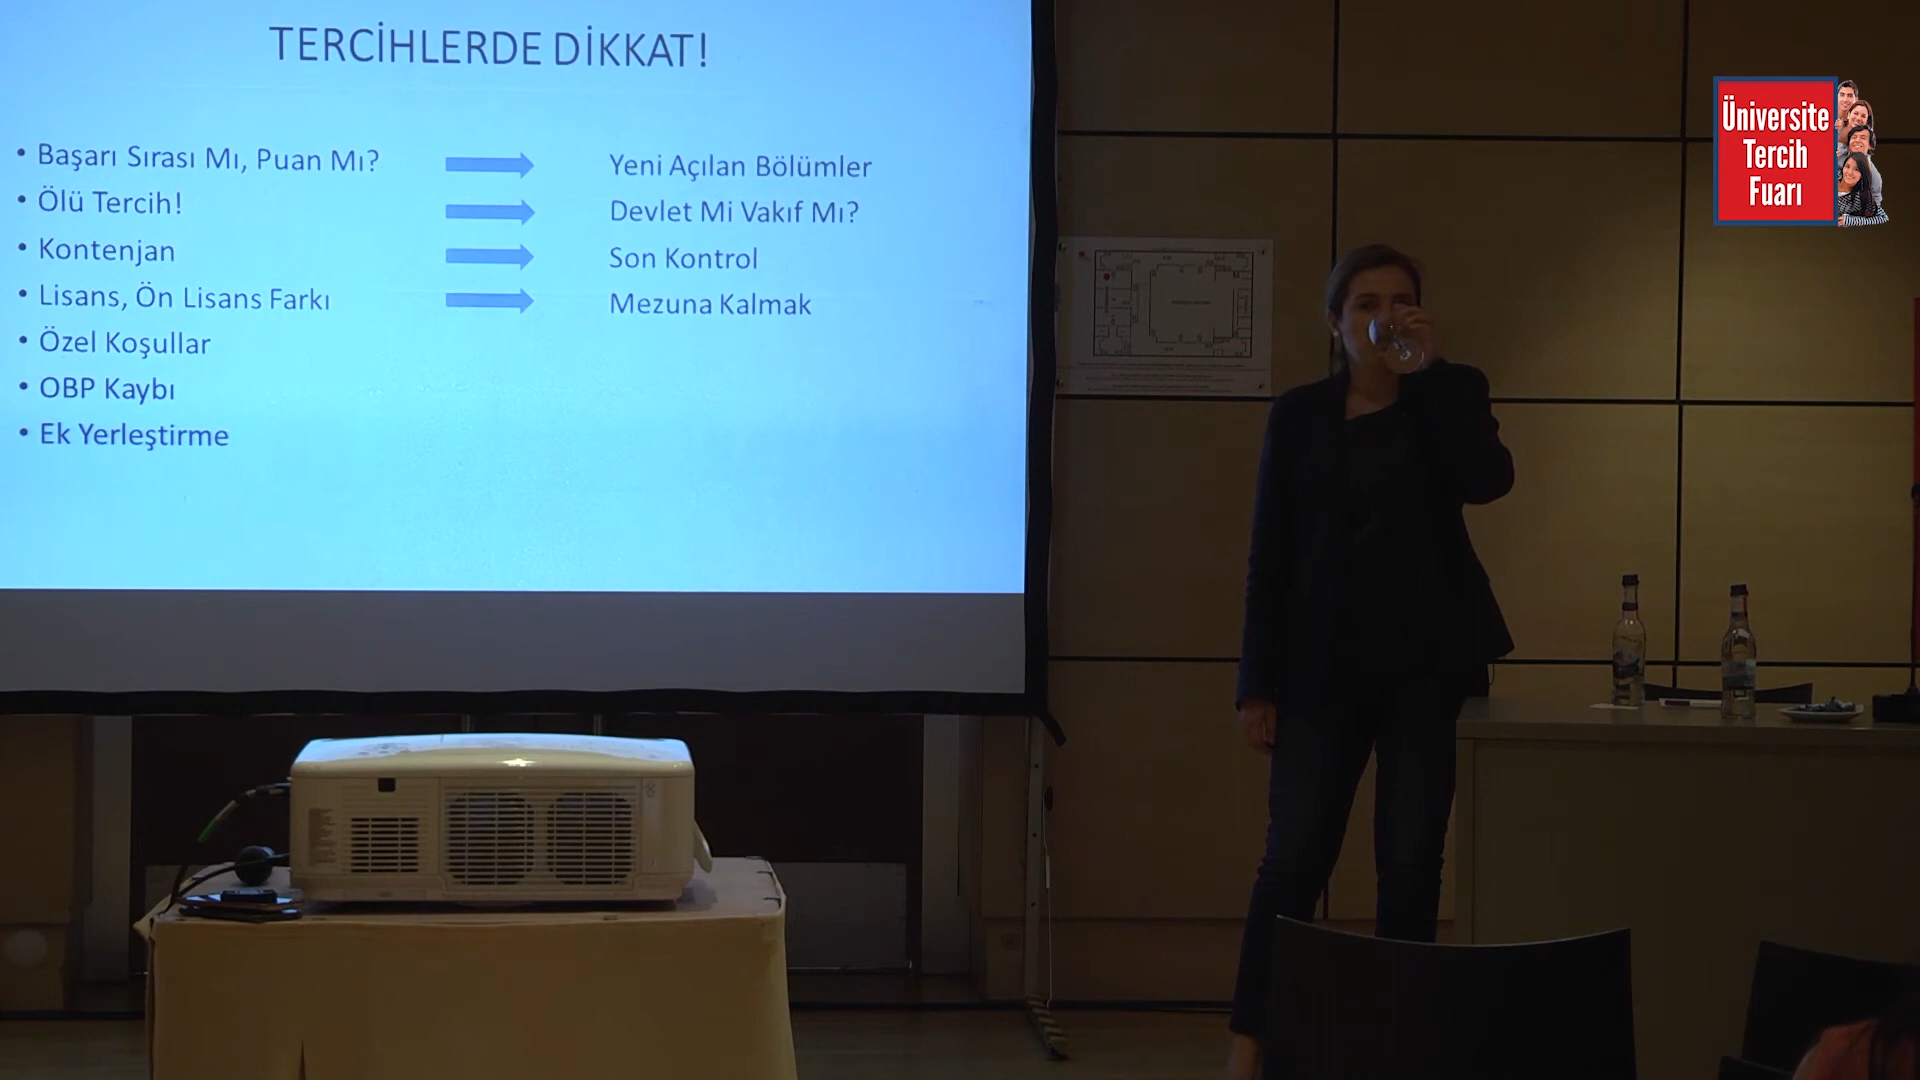 TERCİHLERDE DİKKAT!
• Başarı Sırası Mı, Puan Mı?
• Ölü Tercih!
• Kontenjan
• Lisans, Ön Lisans Farkı
• Özel Koşullar
• OBP Kaybı
• Ek Yerleştirme
Yeni Açılan Bölümler
Devlet Mi Vakıf Mı?
Son Kontrol
Mezuna Kalmak
Üniversite
Tercih
Fuarı